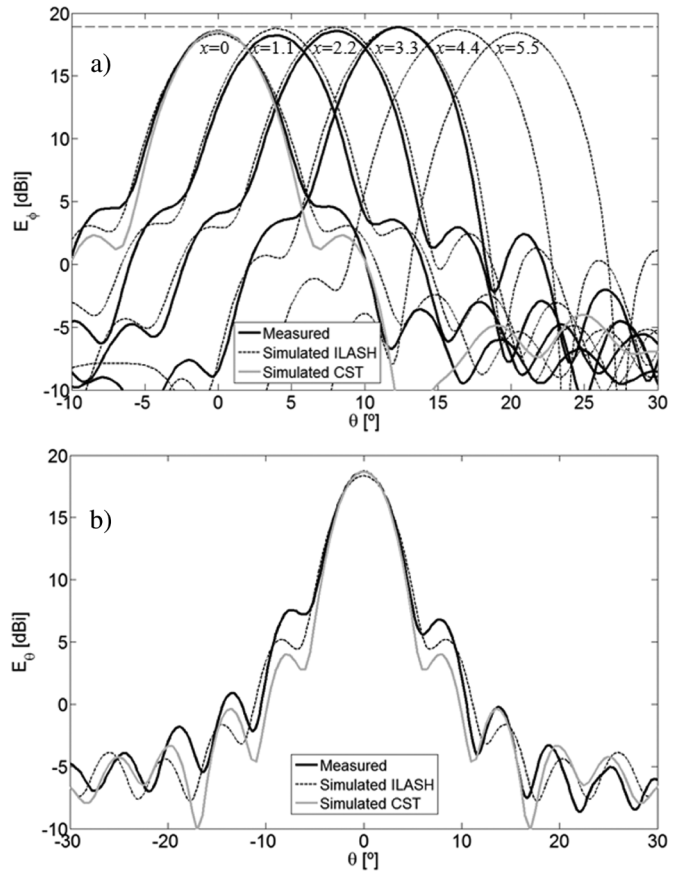 20
15
10
5
0
-5
-10
E_ϕ [dBi]
a)
x=0 x=1.1 x=2.2 x=3.3 x=4.4 x=5.5
Measured
Simulated ILASH
Simulated CST
-10 -5 0 5 10 15 20 25 30
θ [º]
20
15
10
5
0
-5
-10
E_θ [dBi]
b)
Measured
Simulated ILASH
Simulated CST
-30 -20 -10 0 10 20 30
θ [º]